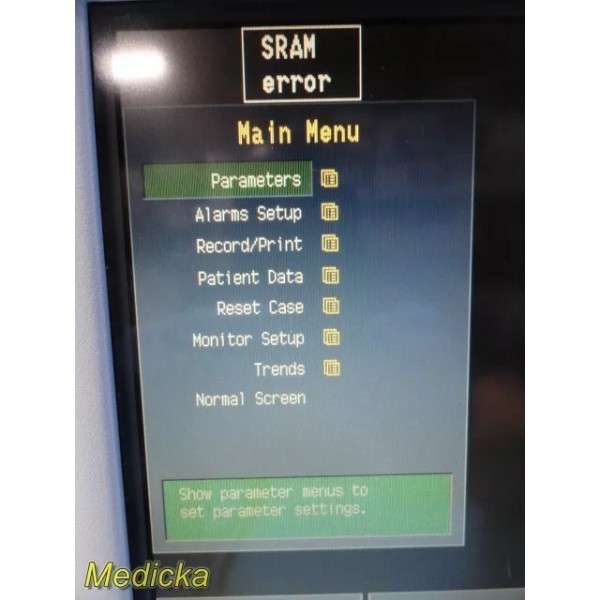 SRAM
error
Main Menu
Parameters
Alarms Setup
Record/Print
Patient Data
Reset Case
Monitor Setup
Trends
Normal Screen
Show parameter menus to
set parameter settings.
Medicka